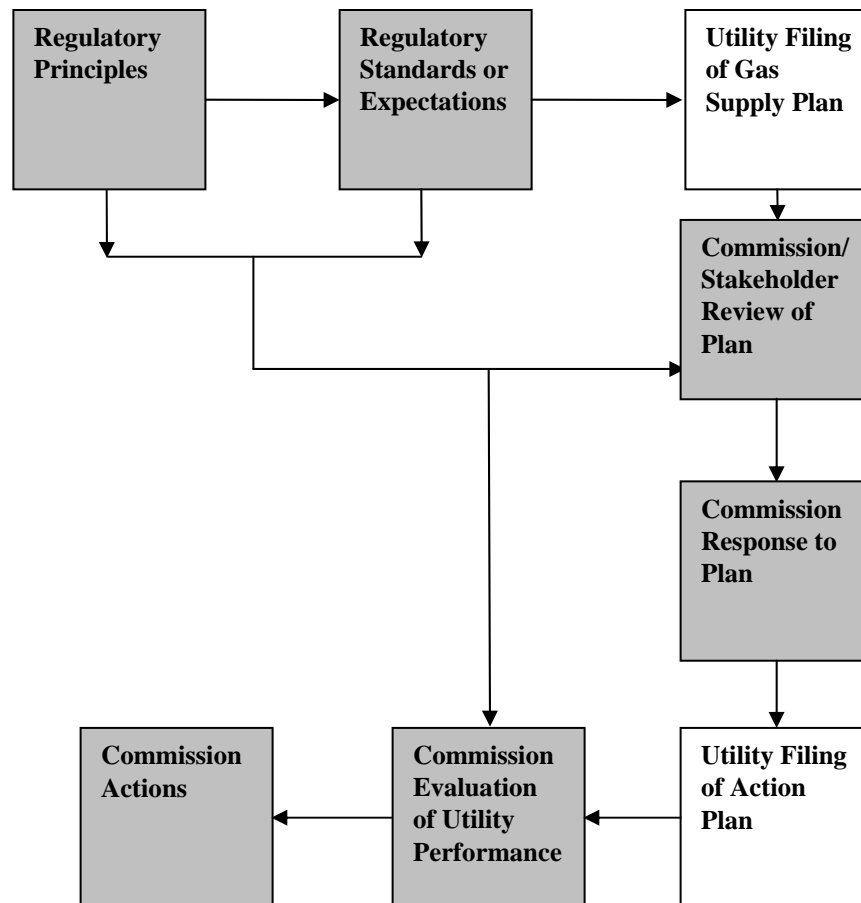 Regulatory
Principles
Regulatory
Standards or
Expectations
Utility Filing
of Gas
Supply Plan
Commission/
Stakeholder
Review of
Plan
Commission
Response to
Plan
Commission
Actions
Commission
Evaluation
of Utility
Performance
Utility Filing
of Action
Plan